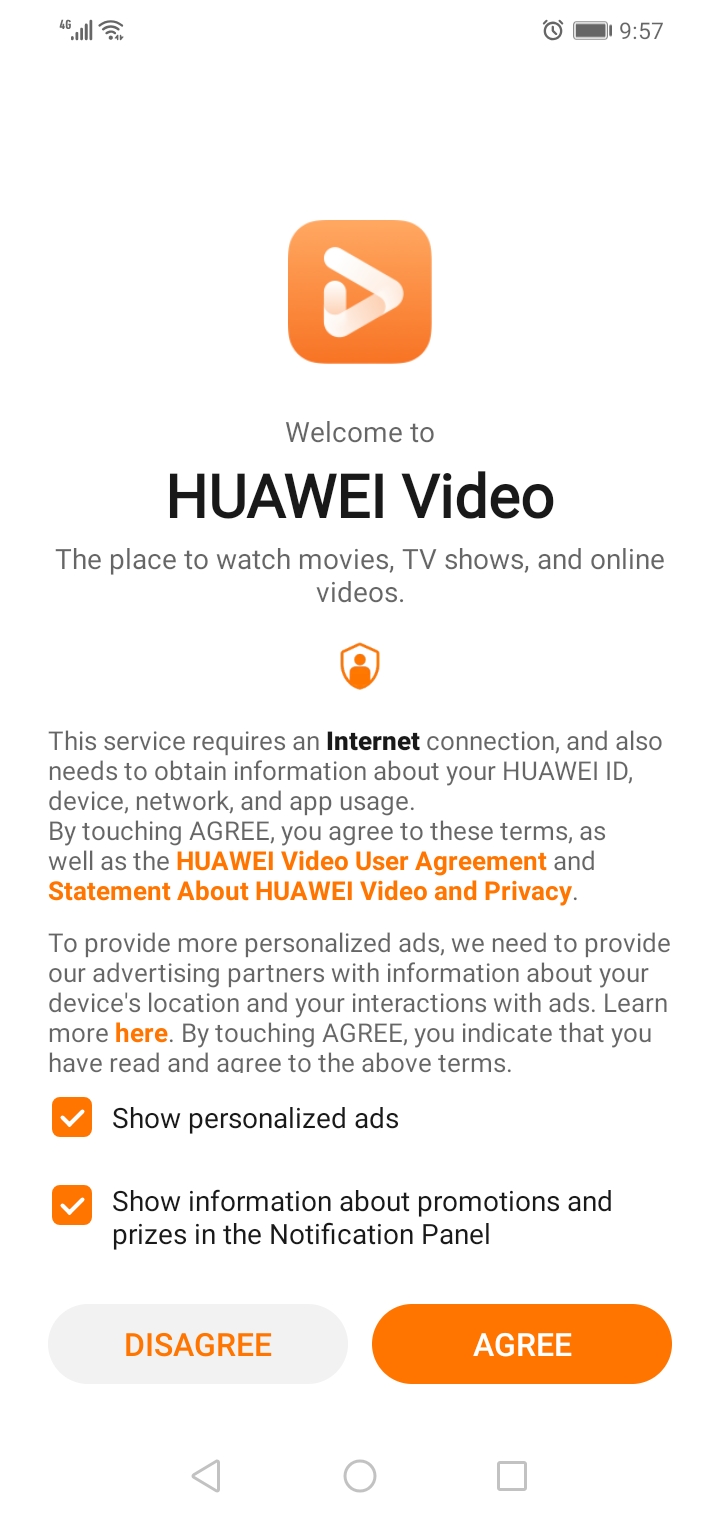 4G
9:57
Welcome to
HUAWEI Video
The place to watch movies, TV shows, and online
videos.
This service requires an Internet connection, and also
needs to obtain information about your HUAWEI ID,
device, network, and app usage.
By touching AGREE, you agree to these terms, as
well as the HUAWEI Video User Agreement and
Statement About HUAWEI Video and Privacy.
To provide more personalized ads, we need to provide
our advertising partners with information about your
device's location and your interactions with ads. Learn
more here. By touching AGREE, you indicate that you
have read and agree to the above terms.
Show personalized ads
Show information about promotions and
prizes in the Notification Panel
DISAGREE
AGREE